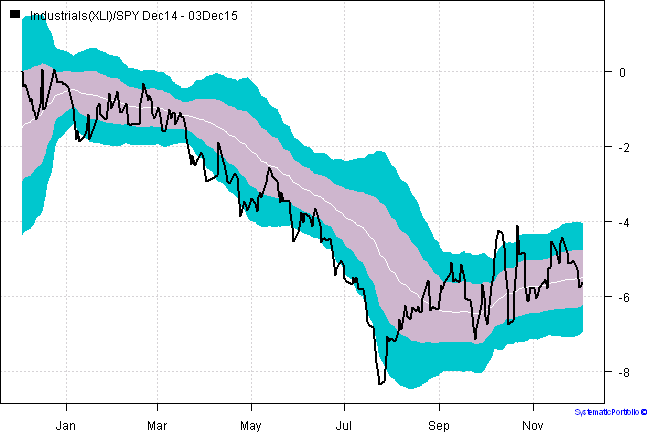 Industrials(XLI)/SPY Dec14 - 03Dec15
0
-2
-4
-6
-8
Jan Mar May Jul Sep Nov
SystematicPortfolio ©